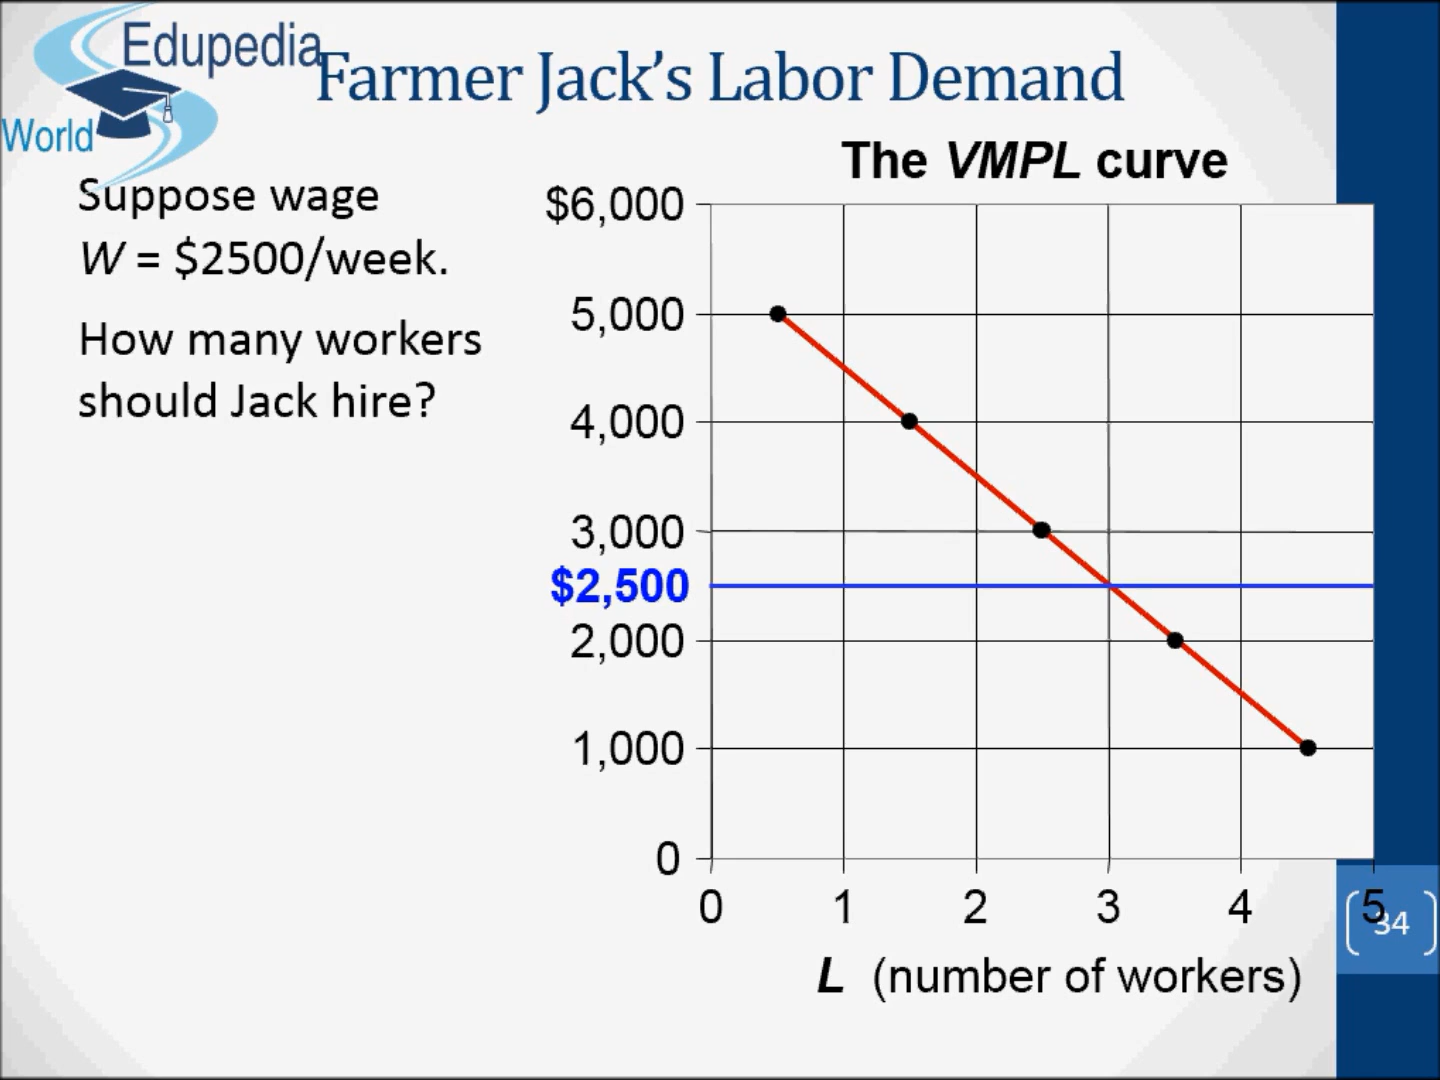 Edupedia
World
Farmer Jack's Labor Demand
Suppose wage
W = $2500/week.
How many workers
should Jack hire?
The VMPL curve
$6,000
5,000
4,000
3,000
$2,500
2,000
1,000
0
0 1 2 3 4 5
L (number of workers)
34